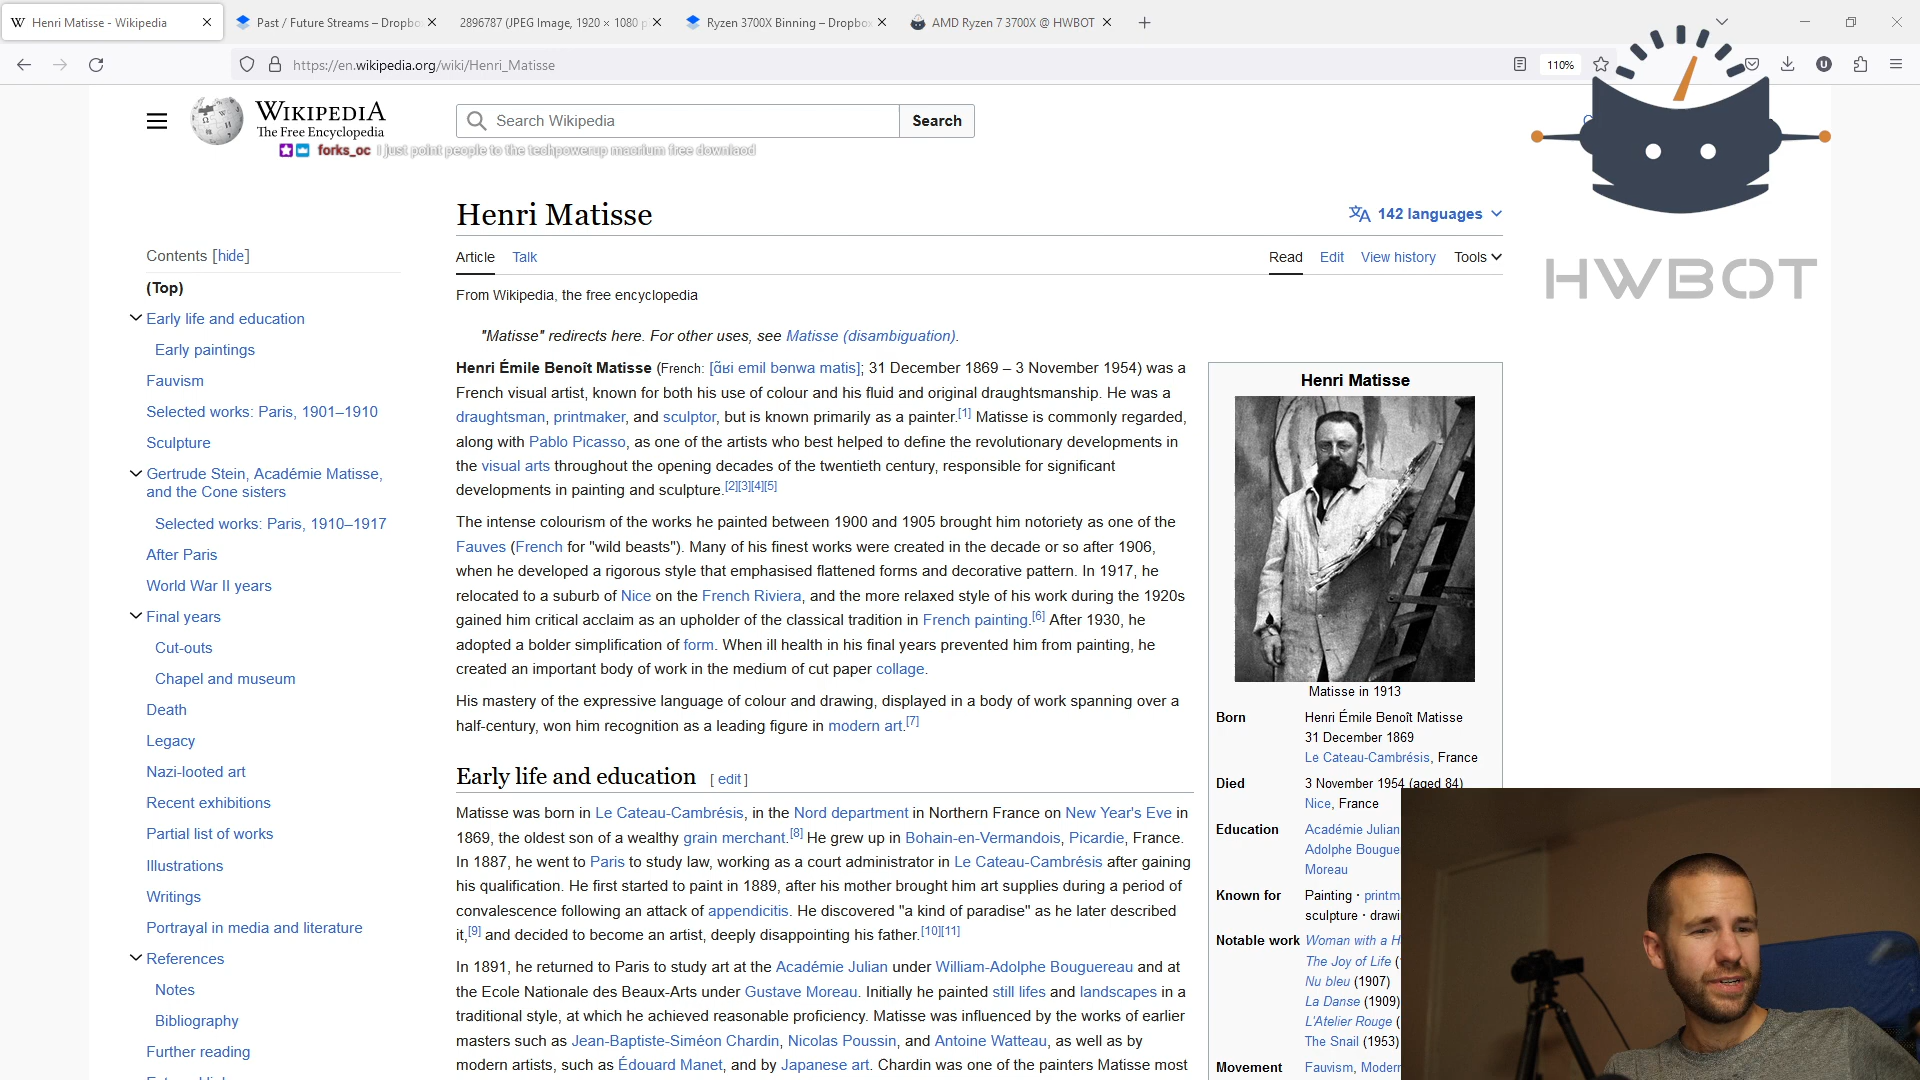 Henri Matisse - Wikipedia
Past / Future Streams – Dropbo
2896787 (JPEG Image, 1920 × 1080 p
Ryzen 3700X Binning – Dropbo
AMD Ryzen 7 3700X @ HWBOT
https://en.wikipedia.org/wiki/Henri_Matisse
110%
WIKIPEDIA
The Free Encyclopedia
Search Wikipedia
Search
forks_oc I just point people to the techpowerup macrium free downlaod
HWBOT
Henri Matisse
142 languages
Article
Talk
Read
Edit
View history
Tools
From Wikipedia, the free encyclopedia
Contents [hide]
(Top)
Early life and education
Early paintings
Fauvism
Selected works: Paris, 1901–1910
Sculpture
Gertrude Stein, Académie Matisse,
and the Cone sisters
Selected works: Paris, 1910–1917
After Paris
World War II years
Final years
Cut-outs
Chapel and museum
Death
Legacy
Nazi-looted art
Recent exhibitions
Partial list of works
Illustrations
Writings
Portrayal in media and literature
References
Notes
Bibliography
Further reading
"Matisse" redirects here. For other uses, see Matisse (disambiguation).
Henri Émile Benoît Matisse (French: [ɑ̃ʁi emil bənwa matis]; 31 December 1869 – 3 November 1954) was a
French visual artist, known for both his use of colour and his fluid and original draughtsmanship. He was a
draughtsman, printmaker, and sculptor, but is known primarily as a painter.[1] Matisse is commonly regarded,
along with Pablo Picasso, as one of the artists who best helped to define the revolutionary developments in
the visual arts throughout the opening decades of the twentieth century, responsible for significant
developments in painting and sculpture.[2][3][4][5]
The intense colourism of the works he painted between 1900 and 1905 brought him notoriety as one of the
Fauves (French for "wild beasts"). Many of his finest works were created in the decade or so after 1906,
when he developed a rigorous style that emphasised flattened forms and decorative pattern. In 1917, he
relocated to a suburb of Nice on the French Riviera, and the more relaxed style of his work during the 1920s
gained him critical acclaim as an upholder of the classical tradition in French painting.[6] After 1930, he
adopted a bolder simplification of form. When ill health in his final years prevented him from painting, he
created an important body of work in the medium of cut paper collage.
His mastery of the expressive language of colour and drawing, displayed in a body of work spanning over a
half-century, won him recognition as a leading figure in modern art.[7]
Early life and education [ edit ]
Matisse was born in Le Cateau-Cambrésis, in the Nord department in Northern France on New Year's Eve in
1869, the oldest son of a wealthy grain merchant.[8] He grew up in Bohain-en-Vermandois, Picardie, France.
In 1887, he went to Paris to study law, working as a court administrator in Le Cateau-Cambrésis after gaining
his qualification. He first started to paint in 1889, after his mother brought him art supplies during a period of
convalescence following an attack of appendicitis. He discovered "a kind of paradise" as he later described
it,[9] and decided to become an artist, deeply disappointing his father.[10][11]
In 1891, he returned to Paris to study art at the Académie Julian under William-Adolphe Bouguereau and at
the Ecole Nationale des Beaux-Arts under Gustave Moreau. Initially he painted still lifes and landscapes in a
traditional style, at which he achieved reasonable proficiency. Matisse was influenced by the works of earlier
masters such as Jean-Baptiste-Siméon Chardin, Nicolas Poussin, and Antoine Watteau, as well as by
modern artists, such as Édouard Manet, and by Japanese art. Chardin was one of the painters Matisse most
Henri Matisse
Matisse in 1913
Born Henri Émile Benoît Matisse
31 December 1869
Le Cateau-Cambrésis, France
Died 3 November 1954 (aged 84)
Nice, France
Education Académie Julian
Adolphe Bougue
Moreau
Known for Painting · printm
sculpture · drawi
Notable work Woman with a H
The Joy of Life (
Nu bleu (1907)
La Danse (1909)
L'Atelier Rouge (
The Snail (1953)
Movement Fauvism, Modern